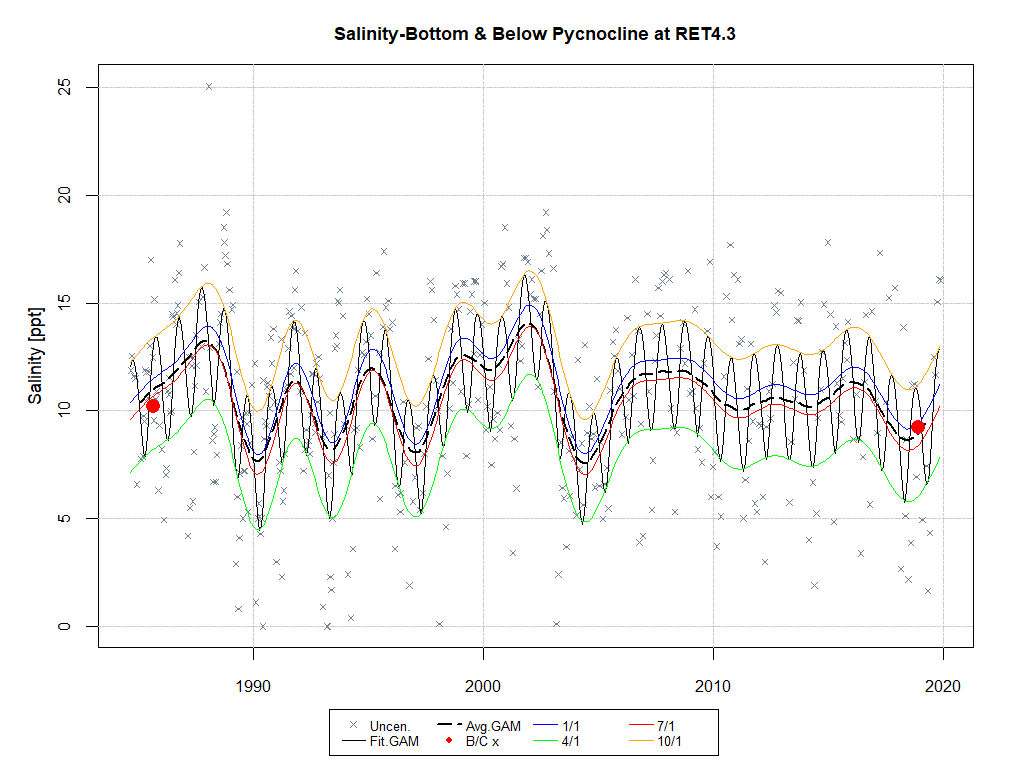 Salinity-Bottom & Below Pycnocline at RET4.3
25
20
15
10
5
0
Salinity [ppt]
1990 2000 2010 2020
Uncen. Avg.GAM 1/1 7/1
Fit.GAM B/C x 4/1 10/1